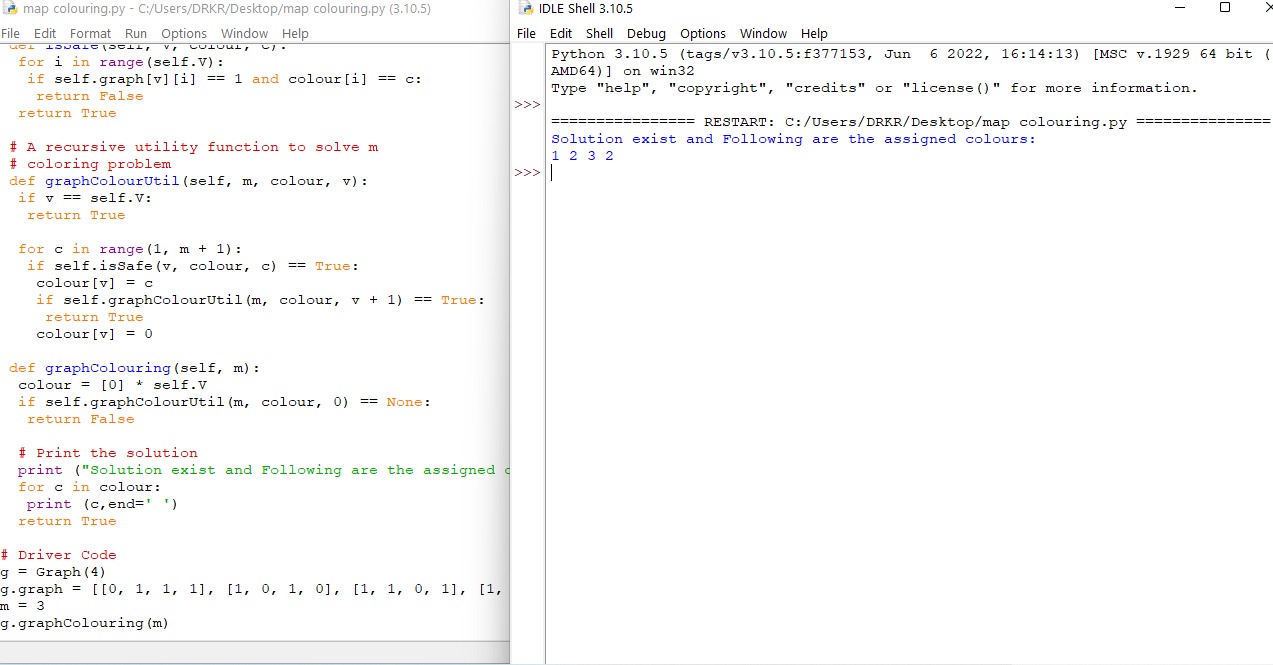 map colouring.py - C:/Users/DRKR/Desktop/map colouring.py (3.10.5)
File Edit Format Run Options Window Help
def isSafe(self, v, colour, c):
for i in range(self.V):
if self.graph[v][i] == 1 and colour[i] == c:
return False
return True
# A recursive utility function to solve m
# coloring problem
def graphColourUtil(self, m, colour, v):
if v == self.V:
return True
for c in range(1, m + 1):
if self.isSafe(v, colour, c) == True:
colour[v] = c
if self.graphColourUtil(m, colour, v + 1) == True:
return True
colour[v] = 0
def graphColouring(self, m):
colour = [0] * self.V
if self.graphColourUtil(m, colour, 0) == None:
return False
# Print the solution
print ("Solution exist and Following are the assigned c
for c in colour:
print (c,end=' ')
return True
# Driver Code
g = Graph(4)
g.graph = [[0, 1, 1, 1], [1, 0, 1, 0], [1, 1, 0, 1], [1,
m = 3
g.graphColouring(m)
IDLE Shell 3.10.5
File Edit Shell Debug Options Window Help
Python 3.10.5 (tags/v3.10.5:f377153, Jun 6 2022, 16:14:13) [MSC v.1929 64 bit (
AMD64)] on win32
Type "help", "copyright", "credits" or "license()" for more information.
>>>
================ RESTART: C:/Users/DRKR/Desktop/map colouring.py ===============
Solution exist and Following are the assigned colours:
1 2 3 2
>>>